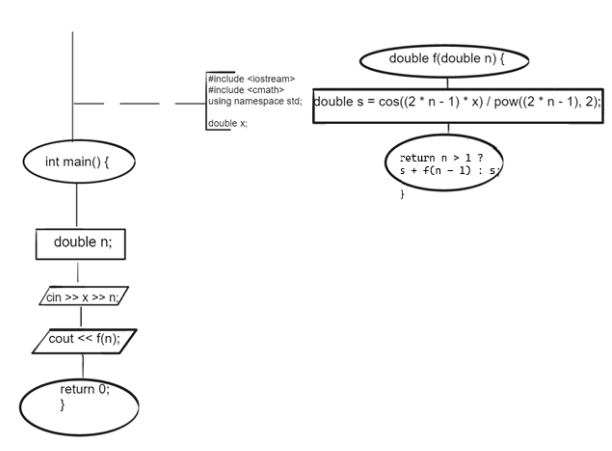 #include <iostream>
#include <cmath>
using namespace std;
double x;
int main() {
double n;
cin >> x >> n;
cout << f(n);
return 0;
}
double f(double n) {
double s = cos((2 * n - 1) * x) / pow((2 * n - 1), 2);
return n > 1 ?
s + f(n - 1) : s;
}